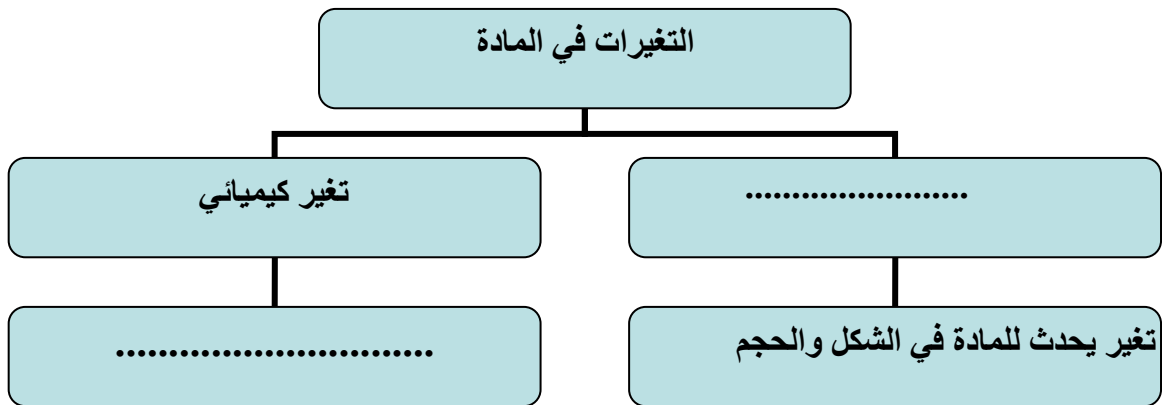 التغيرات في المادة
........................
تغير كيميائي
تغير يحدث للمادة في الشكل والحجم
..............................